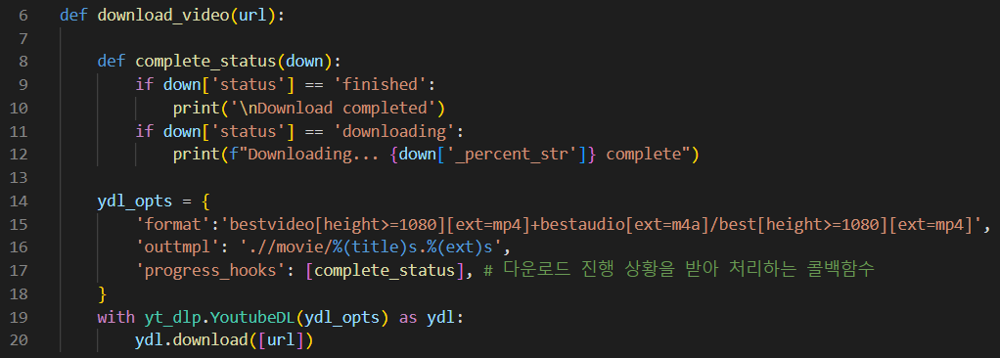 6 def download_video(url):
7
8 def complete_status(down):
9 if down['status'] == 'finished':
10 print('\nDownload completed')
11 if down['status'] == 'downloading':
12 print(f"Downloading... {down['_percent_str']} complete")
13
14 ydl_opts = {
15 'format':'bestvideo[height>=1080][ext=mp4]+bestaudio[ext=m4a]/best[height>=1080][ext=mp4]',
16 'outtmpl': './/movie/%(title)s.%(ext)s',
17 'progress_hooks': [complete_status], # 다운로드 진행 상황을 받아 처리하는 콜백함수
18 }
19 with yt_dlp.YoutubeDL(ydl_opts) as ydl:
20 ydl.download([url])